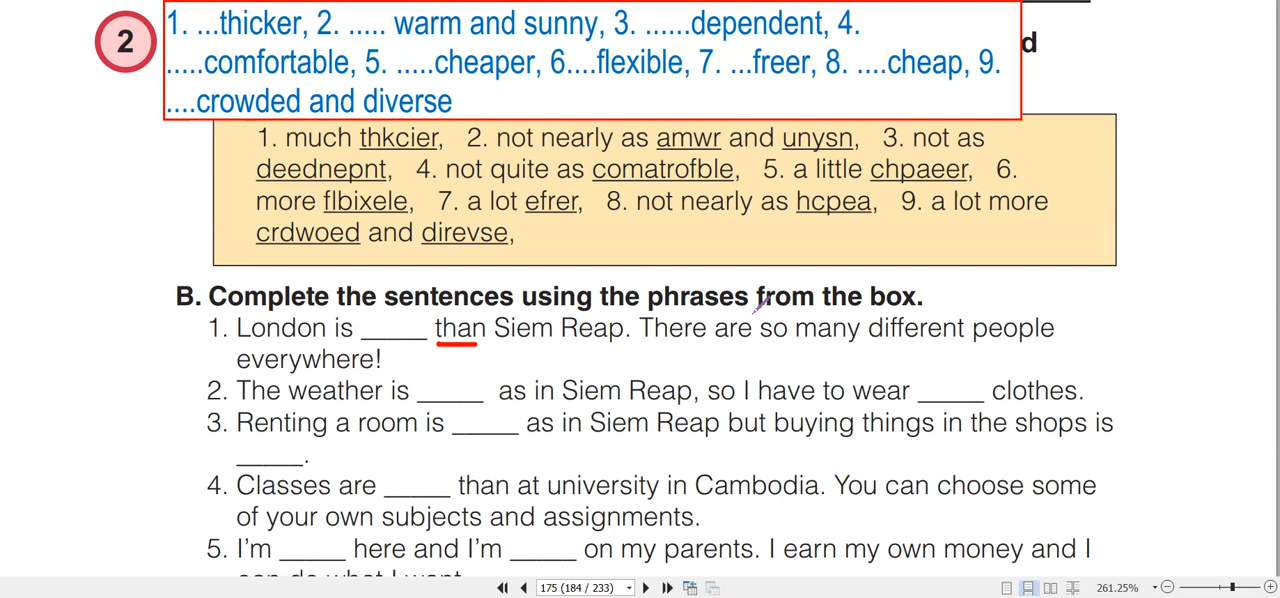 2
1. ...thicker, 2. ..... warm and sunny, 3. ......dependent, 4.
d
.....comfortable, 5. .....cheaper, 6....flexible, 7. ...freer, 8. ....cheap, 9.
....crowded and diverse
1. much thkcier, 2. not nearly as amwr and unysn, 3. not as
deednepnt, 4. not quite as comatrofble, 5. a little chpaeer, 6.
more flbixele, 7. a lot efrer, 8. not nearly as hcpea, 9. a lot more
crdwoed and direvse,
B. Complete the sentences using the phrases from the box.
1. London is _____ than Siem Reap. There are so many different people
everywhere!
2. The weather is _____ as in Siem Reap, so I have to wear _____ clothes.
3. Renting a room is _____ as in Siem Reap but buying things in the shops is
_____.
4. Classes are _____ than at university in Cambodia. You can choose some
of your own subjects and assignments.
5. I'm _____ here and I'm _____ on my parents. I earn my own money and I
can do what I want.
175 (184 / 233)
261.25%